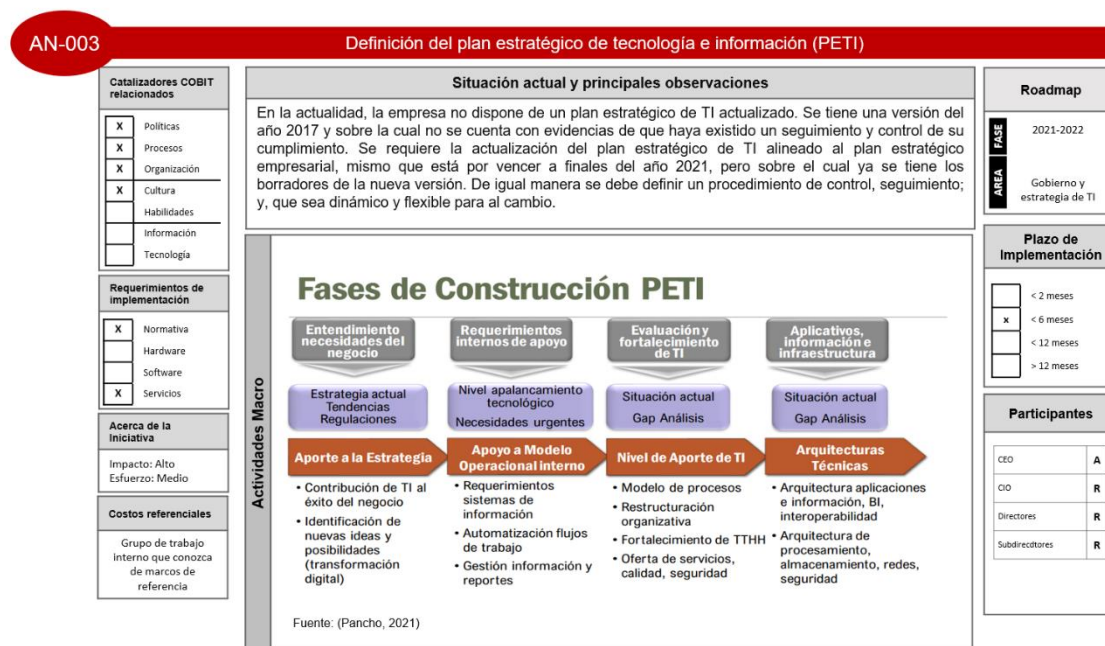 AN-003
Definición del plan estratégico de tecnología e información (PETI)
Catalizadores COBIT
relacionados
X Políticas
X Procesos
X Organización
X Cultura
Habilidades
Información
Tecnología
Requerimientos de
implementación
X Normativa
Hardware
Software
X Servicios
Acerca de la
Iniciativa
Impacto: Alto
Esfuerzo: Medio
Costos referenciales
Grupo de trabajo
interno que conozca
de marcos de
referencia
Situación actual y principales observaciones
En la actualidad, la empresa no dispone de un plan estratégico de TI actualizado. Se tiene una versión del
año 2017 y sobre la cual no se cuenta con evidencias de que haya existido un seguimiento y control de su
cumplimiento. Se requiere la actualización del plan estratégico de TI alineado al plan estratégico
empresarial, mismo que está por vencer a finales del año 2021, pero sobre el cual ya se tiene los
borradores de la nueva versión. De igual manera se debe definir un procedimiento de control, seguimiento;
y, que sea dinámico y flexible para al cambio.
Actividades Macro
Fases de Construcción PETI
Entendimiento
necesidades del
negocio
Estrategia actual
Tendencias
Regulaciones
Aporte a la Estrategia
• Contribución de TI al
éxito del negocio
• Identificación de
nuevas ideas y
posibilidades
(transformación
digital)
Requerimientos
internos de apoyo
Nivel apalancamiento
tecnológico
Necesidades urgentes
Apoyo a Modelo
Operacional interno
• Requerimientos
sistemas de
información
• Automatización flujos
de trabajo
• Gestión información y
reportes
Evaluación y
fortalecimiento
de TI
Situación actual
Gap Análisis
Nivel de Aporte de TI
• Modelo de procesos
• Restructuración
organizativa
• Fortalecimiento de TTHH
• Oferta de servicios,
calidad, seguridad
Aplicativos,
información e
infraestructura
Situación actual
Gap Análisis
Arquitecturas
Técnicas
• Arquitectura aplicaciones
e información, BI,
interoperabilidad
• Arquitectura de
procesamiento,
almacenamiento, redes,
seguridad
Fuente: (Pancho, 2021)
Roadmap
FASE 2021-2022
AREA Gobierno y
estrategia de TI
Plazo de
Implementación
< 2 meses
x < 6 meses
< 12 meses
> 12 meses
Participantes
CEO A
CIO R
Directores R
Subdirecdtores R